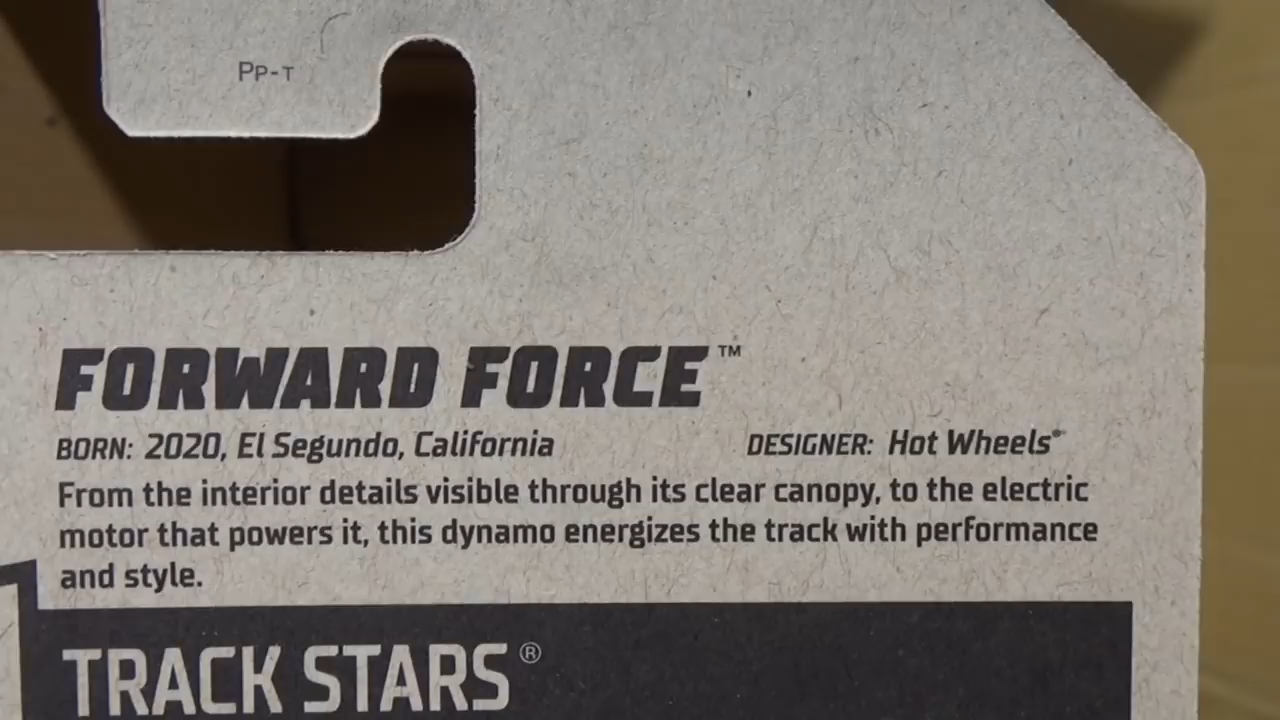 PP-T
FORWARD FORCE™
BORN: 2020, El Segundo, California DESIGNER: Hot Wheels®
From the interior details visible through its clear canopy, to the electric
motor that powers it, this dynamo energizes the track with performance
and style.
TRACK STARS®